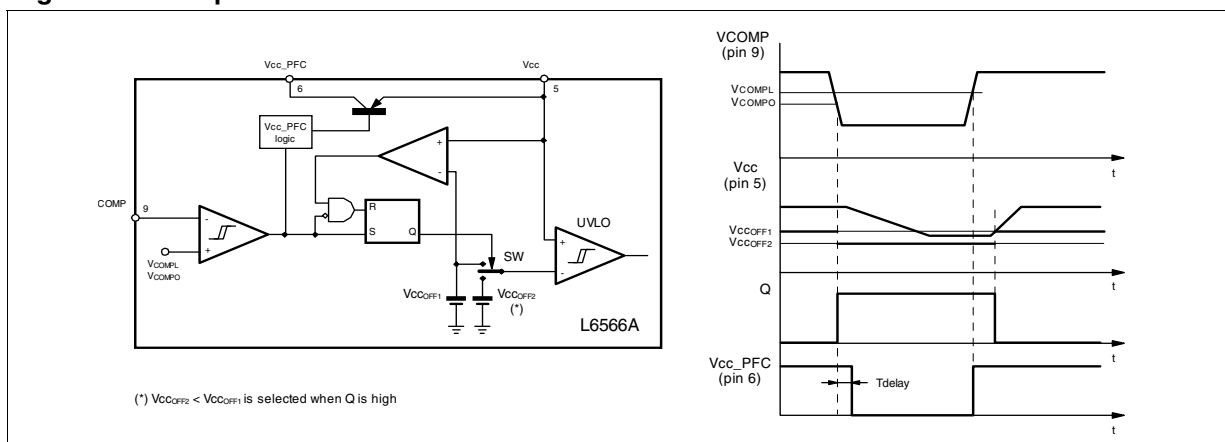 Vcc_PFC
Vcc
6
5
Vcc_PFC
logic
+
-
COMP
9
-
+
R
S
Q
UVLO
+
-
SW
VCOMPL
VCOMPO
VccOFF1
VccOFF2
(*)
L6566A
(*) VccOFF2 < VccOFF1 is selected when Q is high
VCOMP
(pin 9)
VCOMPL
VCOMPO
t
Vcc
(pin 5)
VccOFF1
VccOFF2
t
Q
t
Vcc_PFC
(pin 6)
Tdelay
t